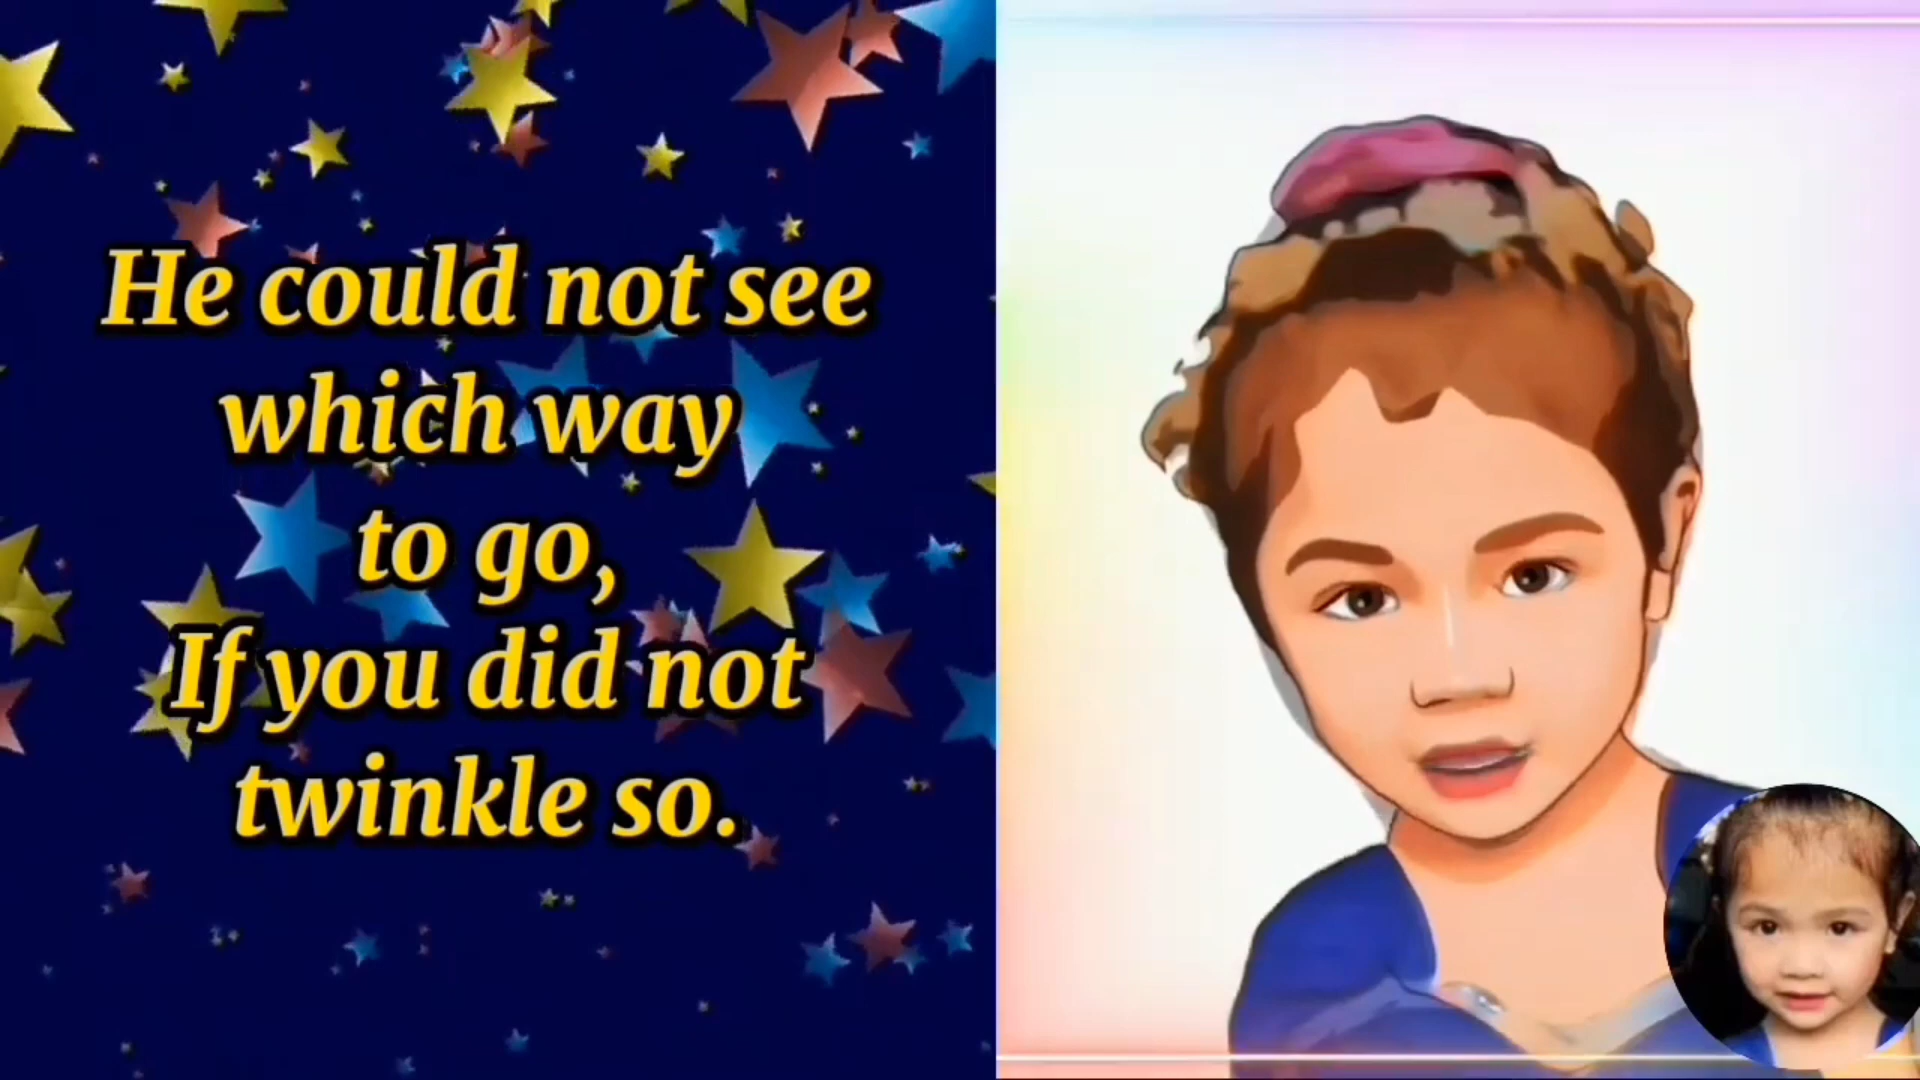 He could not see
which way
to go,
If you did not
twinkle so.